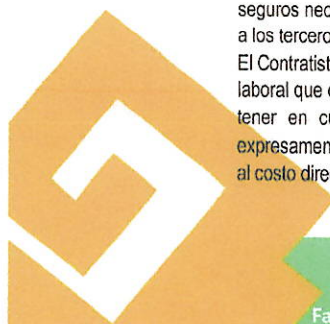 seguros nec
a los tercero
El Contratist
laboral que
tener en cu
expresamen
al costo dire
Fa